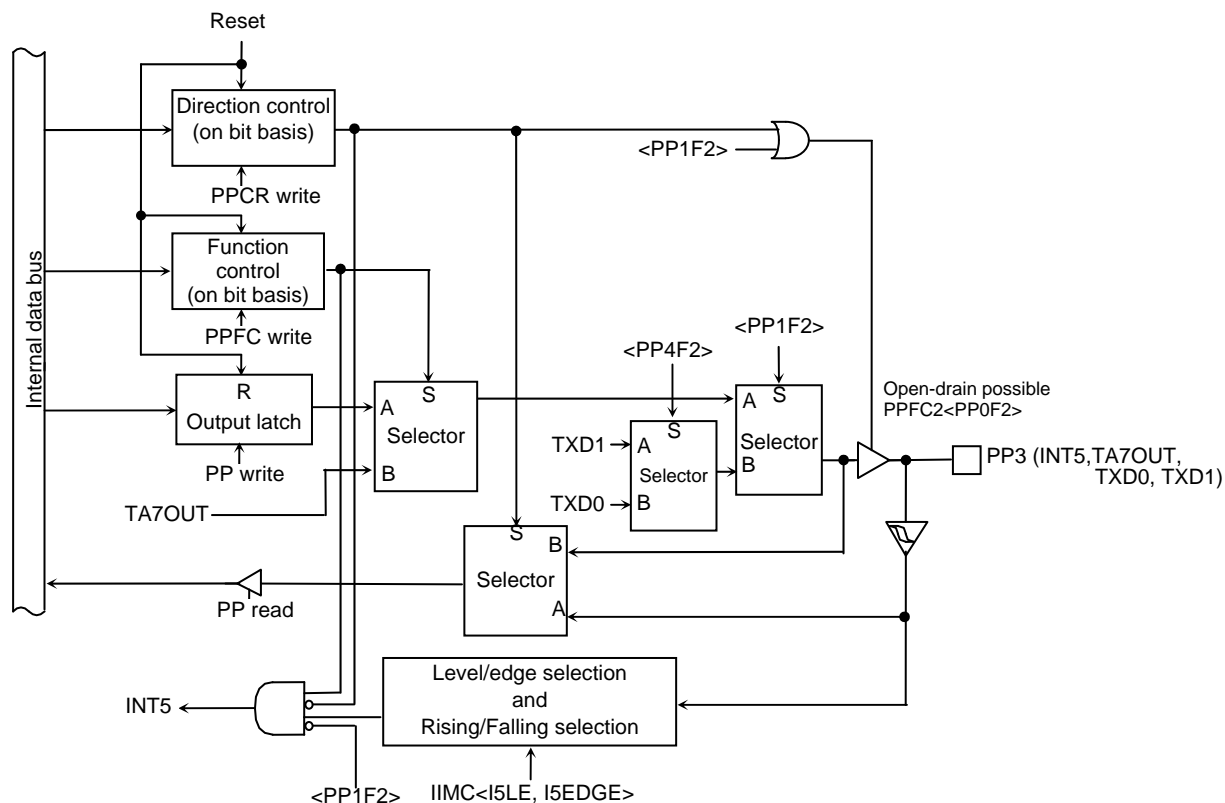 Reset
Internal data bus
Direction control
(on bit basis)
<PP1F2>
PPCR write
Function
control
(on bit basis)
PPFC write
<PP1F2>
<PP4F2>
R
Output latch
PP write
A
S
Selector
B
TA7OUT
TXD1
TXD0
S
A
Selector
B
S
A
Selector
B
Open-drain possible
PPFC2<PP0F2>
PP3 (INT5,TA7OUT,
TXD0, TXD1)
S
B
Selector
A
PP read
Level/edge selection
and
Rising/Falling selection
INT5
<PP1F2>
IIMC<I5LE, I5EDGE>